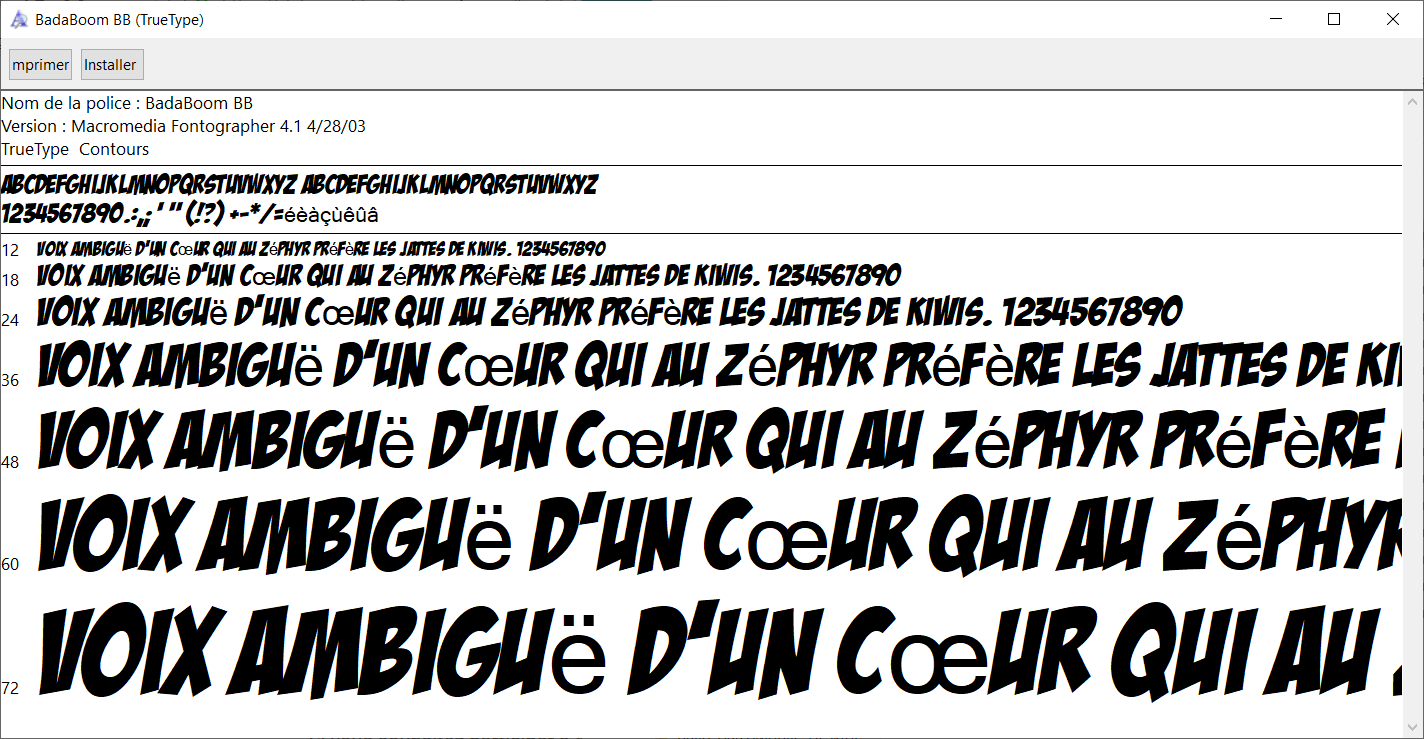 BadaBoom BB (TrueType)
mprimer Installer
Nom de la police : BadaBoom BB
Version : Macromedia Fontographer 4.1 4/28/03
TrueType Contours
ABCDEFGHIJKLMNOPQRSTUVWXYZ ABCDEFGHIJKLMNOPQRSTUVWXYZ
1234567890.:,; ' " (!?) +-*/=éèàçùêûâ
12 VOIX AMBIGUë D'UN CœUR QUI AU ZéPHYR PRéFèRE LES JATTES DE KIWIS. 1234567890
18 VOIX AMBIGUë D'UN CœUR QUI AU ZéPHYR PRéFèRE LES JATTES DE KIWIS. 1234567890
24 VOIX AMBIGUë D'UN CœUR QUI AU ZéPHYR PRéFèRE LES JATTES DE KIWIS. 1234567890
36 VOIX AMBIGUë D'UN CœUR QUI AU ZéPHYR PRéFèRE LES JATTES DE KI
48 VOIX AMBIGUë D'UN CœUR QUI AU ZéPHYR PRéFèRE
60 VOIX AMBIGUë D'UN CœUR QUI AU ZéPHYR
72 VOIX AMBIGUë D'UN CœUR QUI AU